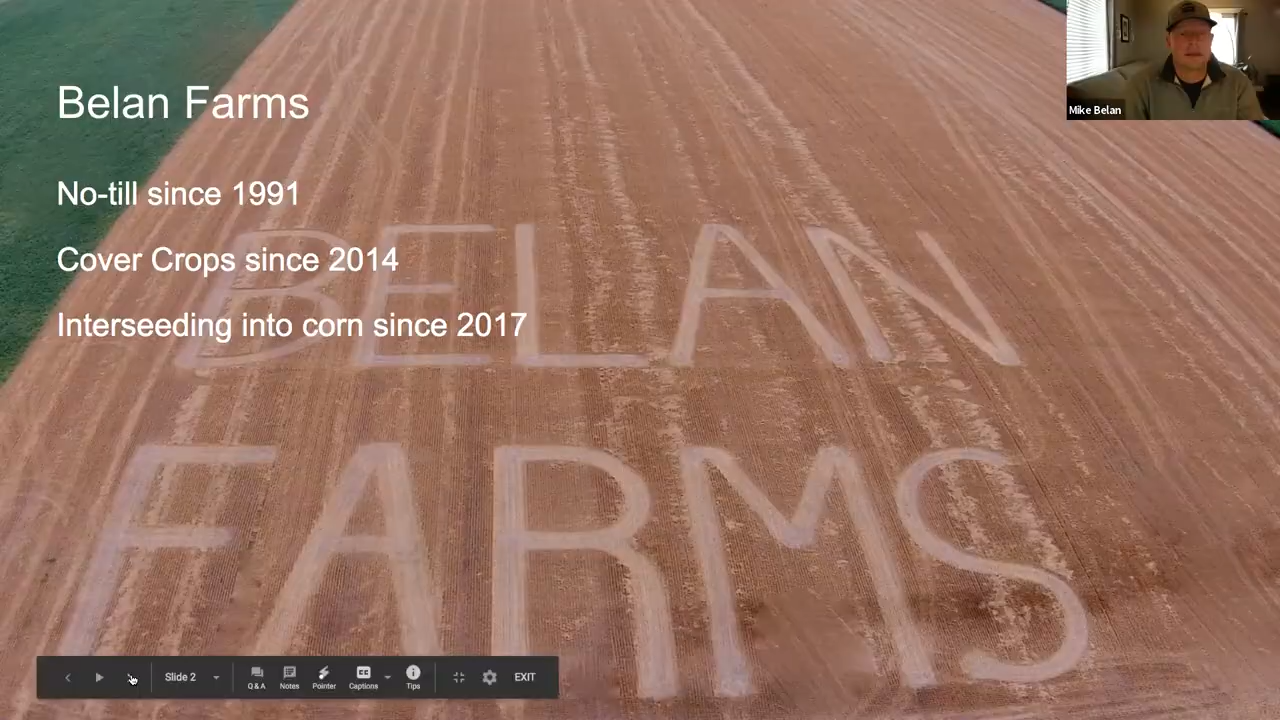 Belan Farms
Mike Belan
No-till since 1991
Cover Crops since 2014
Interseeding into corn since 2017
BELAN
FARMS
Slide 2
Q & A
Notes
Pointer
CC
Captions
Tips
EXIT